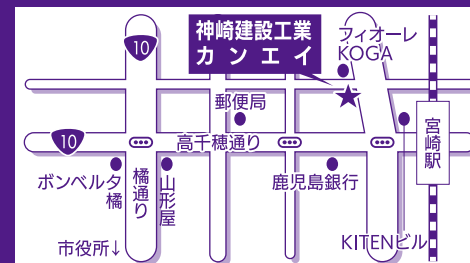 神崎建設工業
カンエイ
フィオーレ
KOGA
10
郵便局
10
高千穂通り
宮崎駅
ボンベルタ
橘
橘通り
山形屋
鹿児島銀行
市役所↓
KITENビル